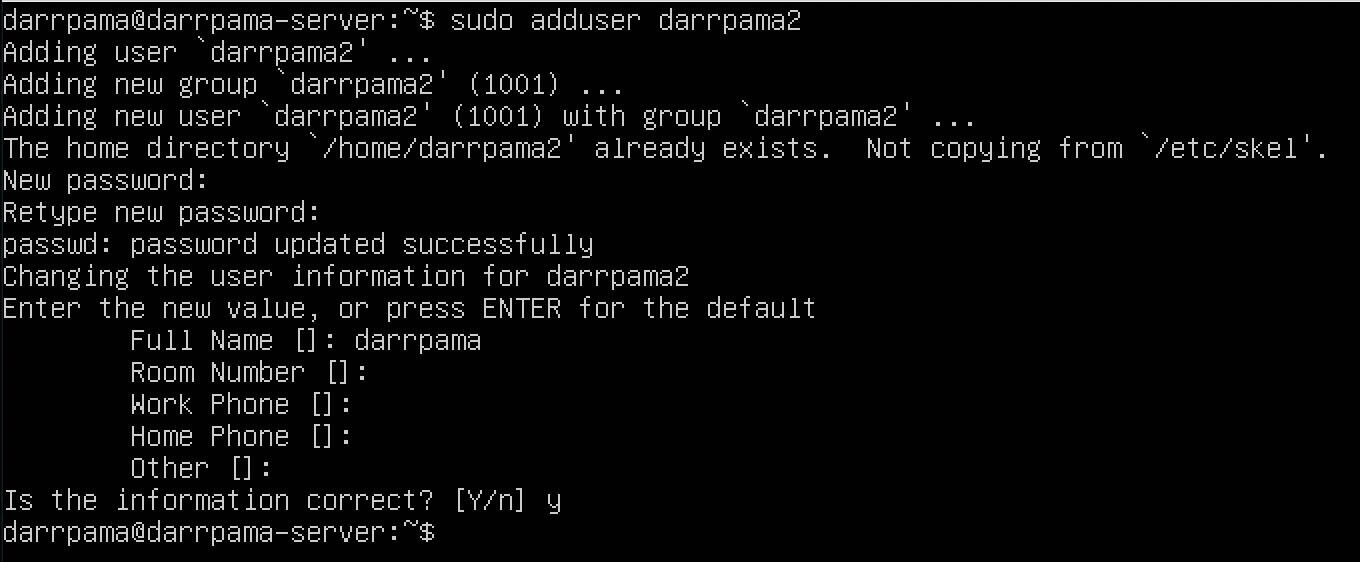 darrpama@darrpama-server:~$ sudo adduser darrpama2
Adding user `darrpama2' ...
Adding new group `darrpama2' (1001) ...
Adding new user `darrpama2' (1001) with group `darrpama2' ...
The home directory `/home/darrpama2' already exists.  Not copying from `/etc/skel'.
New password:
Retype new password:
passwd: password updated successfully
Changing the user information for darrpama2
Enter the new value, or press ENTER for the default
        Full Name []: darrpama
        Room Number []:
        Work Phone []:
        Home Phone []:
        Other []:
Is the information correct? [Y/n] y
darrpama@darrpama-server:~$